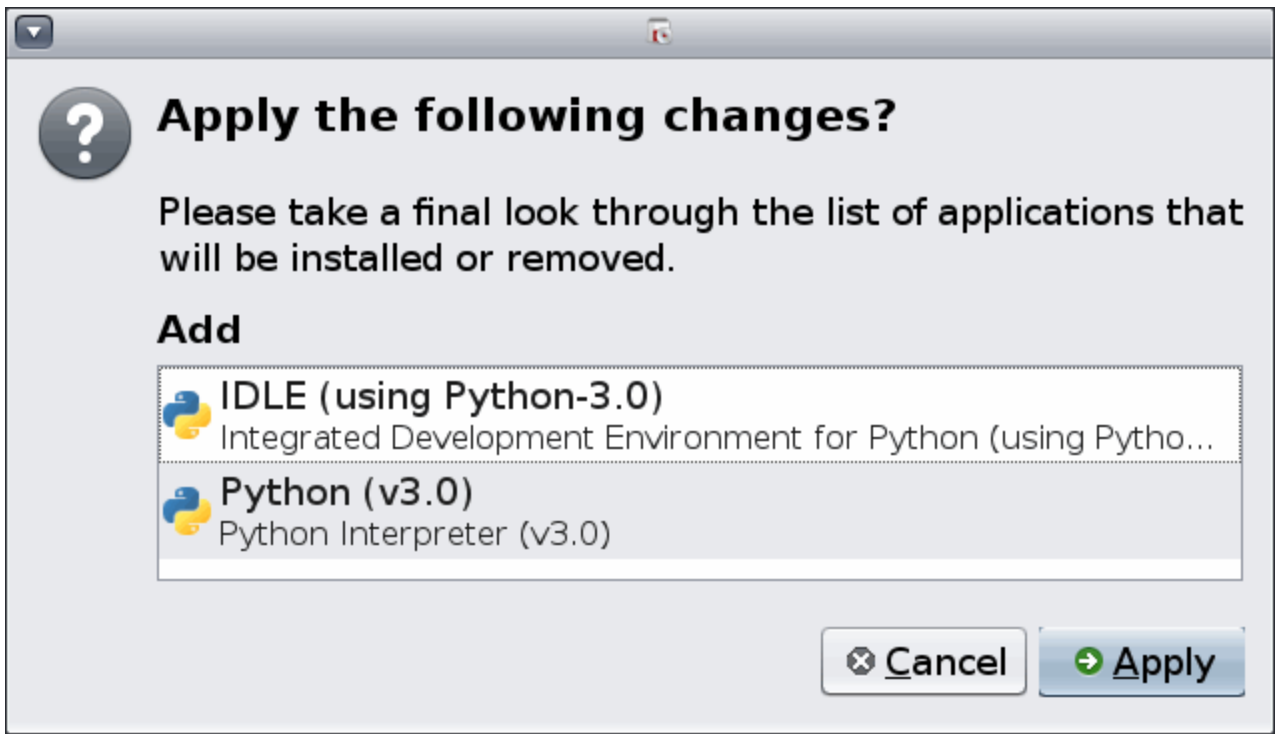 Apply the following changes?
Please take a final look through the list of applications that
will be installed or removed.
Add
IDLE (using Python-3.0)
Integrated Development Environment for Python (using Pytho...
Python (v3.0)
Python Interpreter (v3.0)
Cancel
Apply